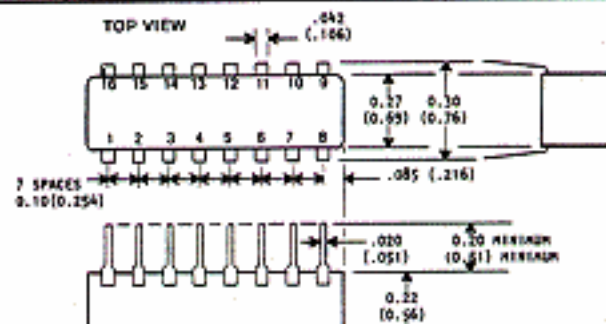 TOP VIEW
.042
(.106)
16 15 14 13 12 11 10 9
0.27 0.30
(0.69) (0.76)
1 2 3 4 5 6 7 8
7 SPACES
0.10(0.254)
.085 (.216)
.020
(.051)
0.20 MINIMUM
(0.51) MINIMUM
0.22
(0.56)